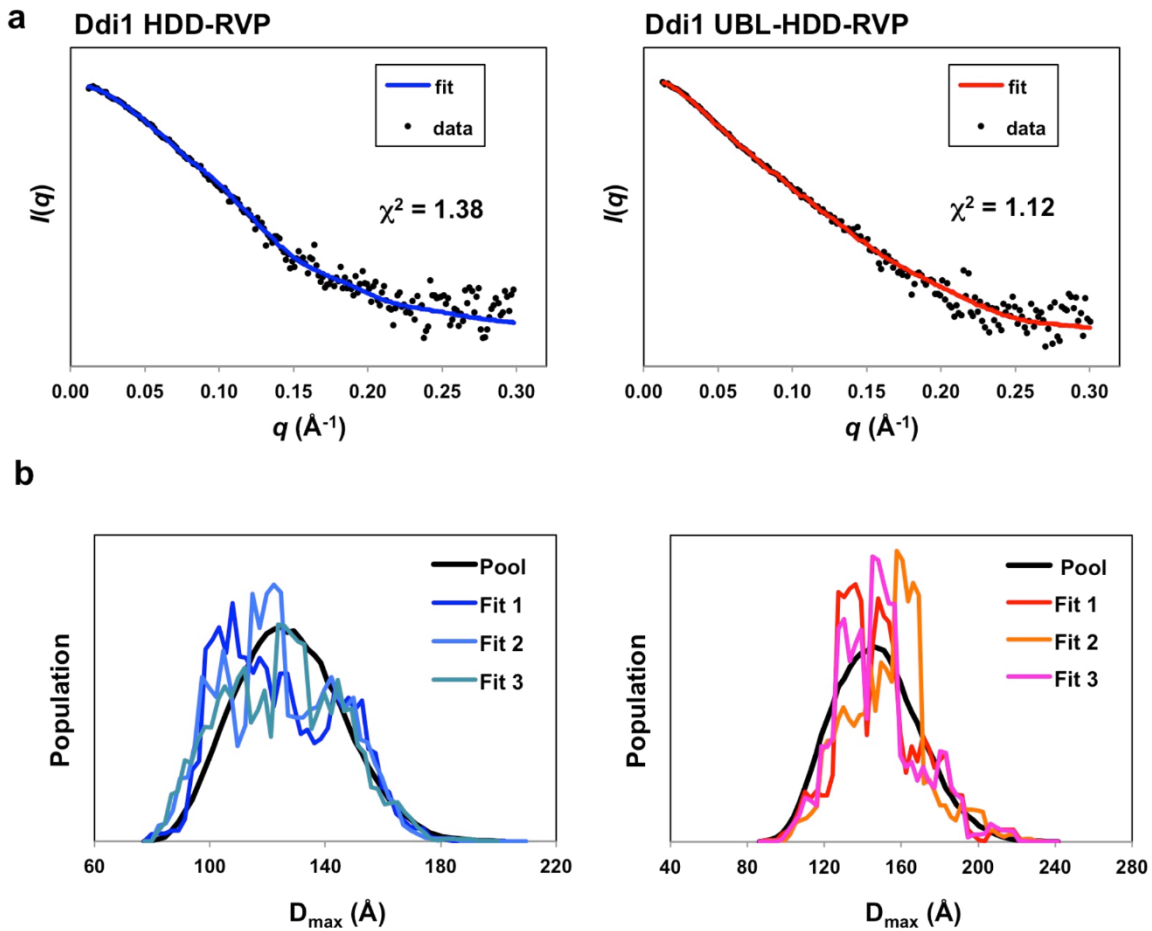 a
Ddi1 HDD-RVP
Ddi1 UBL-HDD-RVP
I(q)
fit
data
χ² = 1.38
0.00 0.05 0.10 0.15 0.20 0.25 0.30
q (Å⁻¹)
I(q)
fit
data
χ² = 1.12
0.00 0.05 0.10 0.15 0.20 0.25 0.30
q (Å⁻¹)
b
Population
Pool
Fit 1
Fit 2
Fit 3
60 100 140 180 220
Dmax (Å)
Population
Pool
Fit 1
Fit 2
Fit 3
40 80 120 160 200 240 280
Dmax (Å)